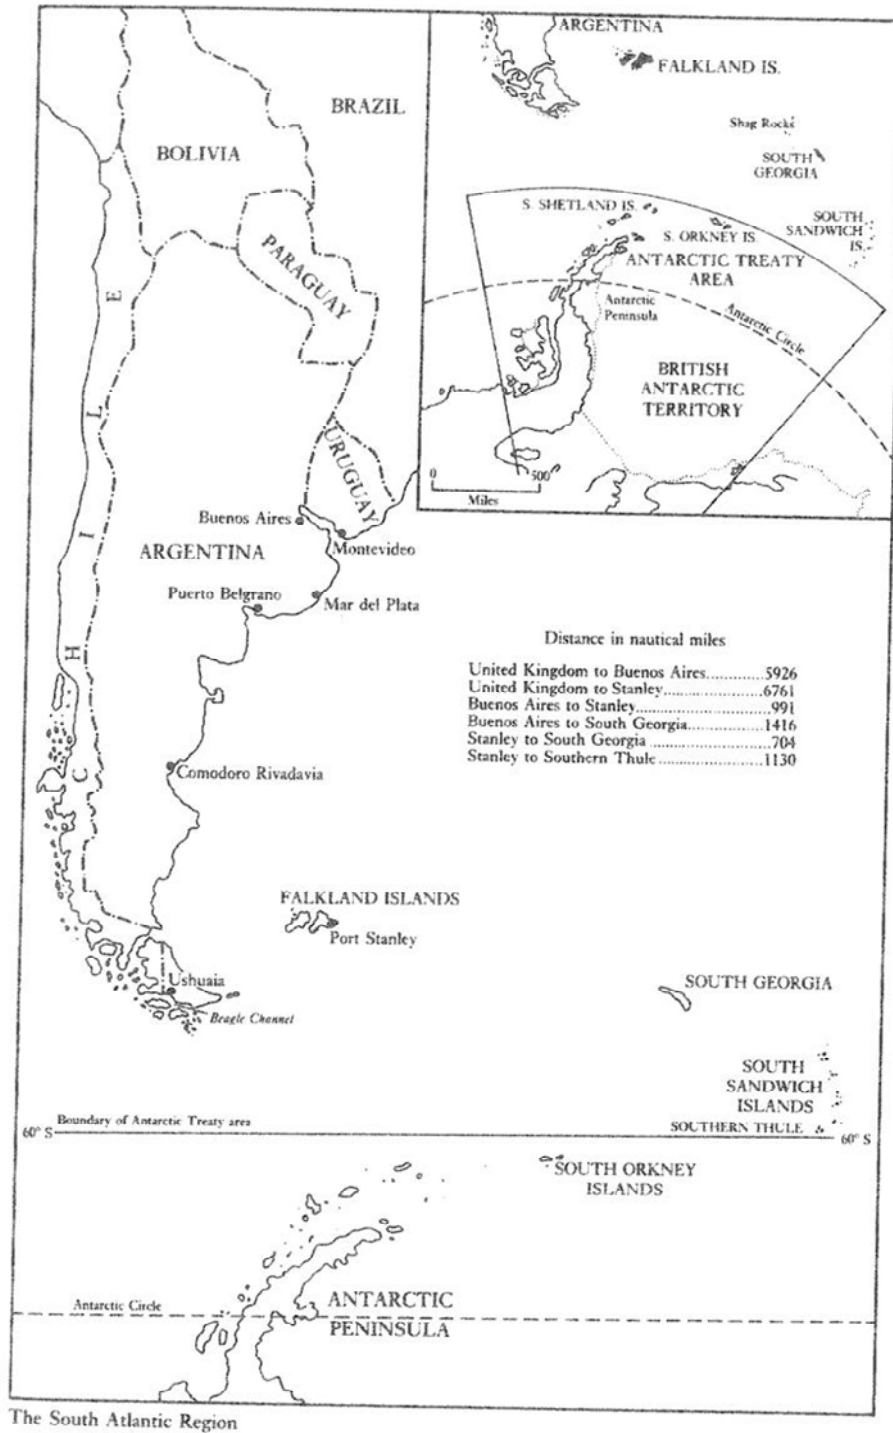 BRAZIL
BOLIVIA
PARAGUAY
URUGUAY
CHILE
Buenos Aires
ARGENTINA
Montevideo
Puerto Belgrano
Mar del Plata
Comodoro Rivadavia
FALKLAND ISLANDS
Port Stanley
Ushuaia
Beagle Channel
ARGENTINA
FALKLAND IS.
Shag Rocks
SOUTH
GEORGIA
S. SHETLAND IS.
SOUTH
SANDWICH
IS.
S. ORKNEY IS.
ANTARCTIC TREATY
AREA
Antarctic
Peninsula
Antarctic Circle
BRITISH
ANTARCTIC
TERRITORY
0 500
Miles
Distance in nautical miles
United Kingdom to Buenos Aires.............5926
United Kingdom to Stanley....................6761
Buenos Aires to Stanley.........................991
Buenos Aires to South Georgia...............1416
Stanley to South Georgia .....................704
Stanley to Southern Thule....................1130
SOUTH GEORGIA
SOUTH
SANDWICH
ISLANDS
SOUTHERN THULE
Boundary of Antarctic Treaty area
60° S
60° S
SOUTH ORKNEY
ISLANDS
Antarctic Circle
ANTARCTIC
PENINSULA
The South Atlantic Region